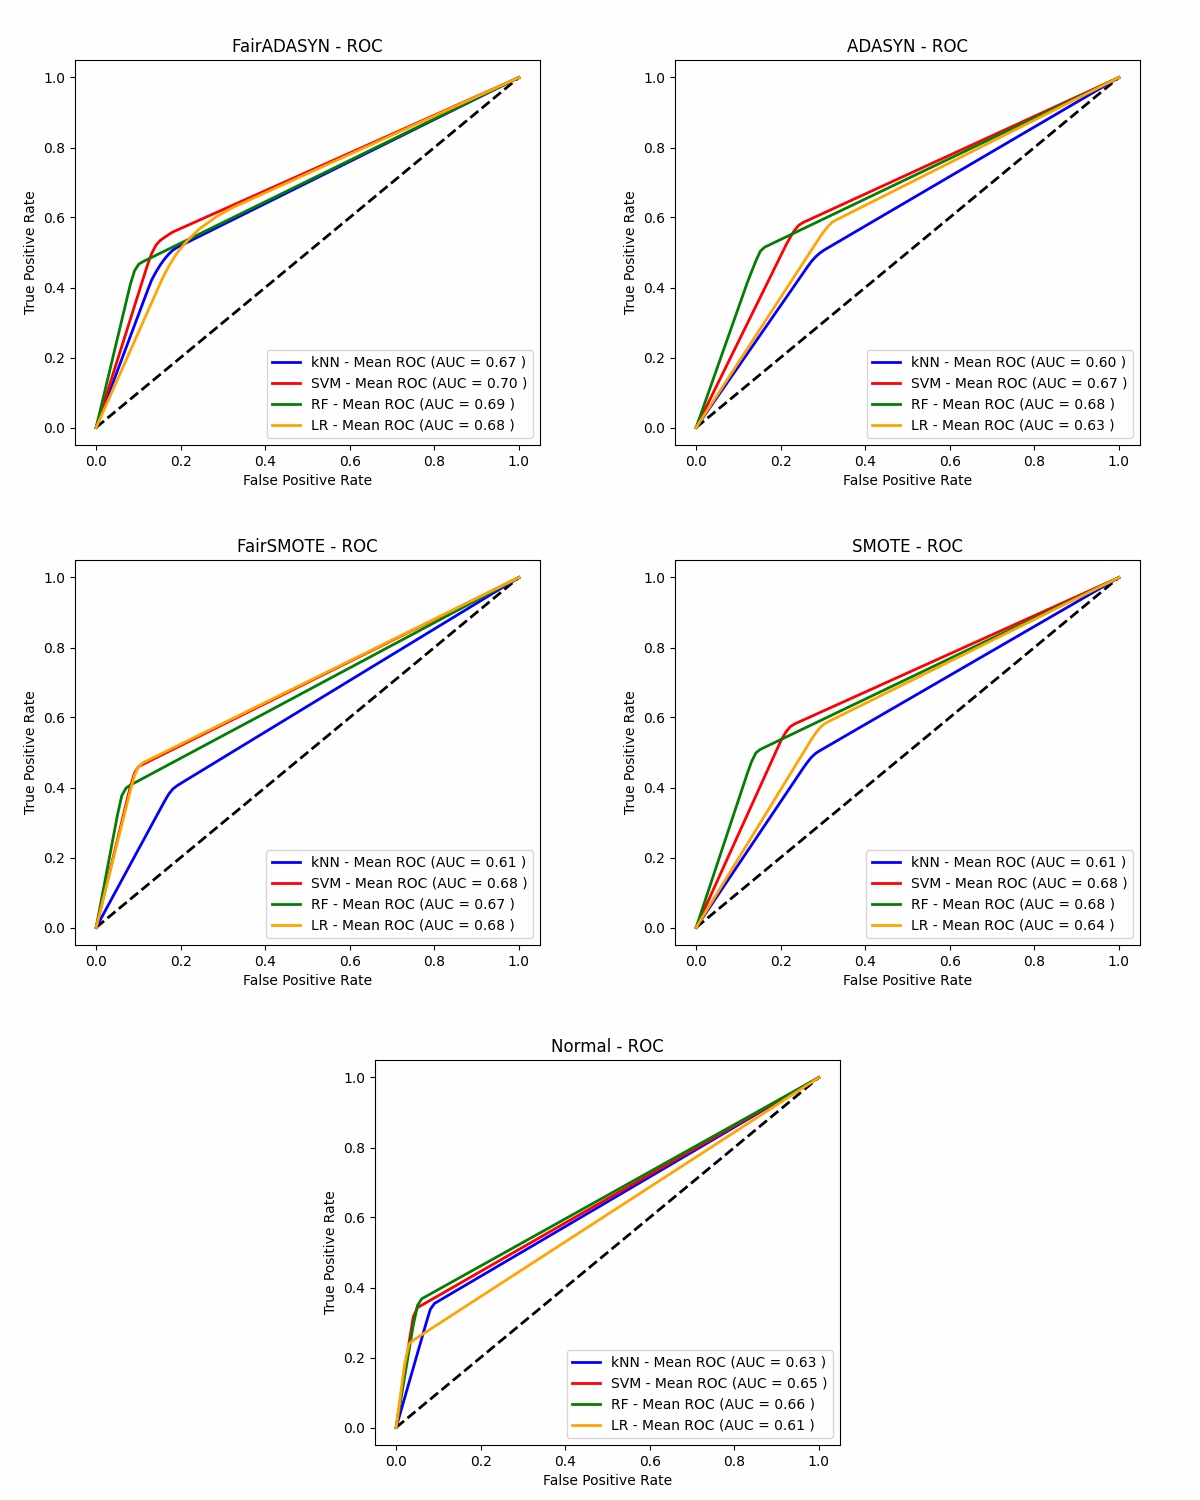 FairADASYN - ROC
1.0
0.8
0.6
0.4
0.2
0.0
True Positive Rate
kNN - Mean ROC (AUC = 0.67 )
SVM - Mean ROC (AUC = 0.70 )
RF - Mean ROC (AUC = 0.69 )
LR - Mean ROC (AUC = 0.68 )
0.0 0.2 0.4 0.6 0.8 1.0
False Positive Rate
ADASYN - ROC
1.0
0.8
0.6
0.4
0.2
0.0
True Positive Rate
kNN - Mean ROC (AUC = 0.60 )
SVM - Mean ROC (AUC = 0.67 )
RF - Mean ROC (AUC = 0.68 )
LR - Mean ROC (AUC = 0.63 )
0.0 0.2 0.4 0.6 0.8 1.0
False Positive Rate
FairSMOTE - ROC
1.0
0.8
0.6
0.4
0.2
0.0
True Positive Rate
kNN - Mean ROC (AUC = 0.61 )
SVM - Mean ROC (AUC = 0.68 )
RF - Mean ROC (AUC = 0.67 )
LR - Mean ROC (AUC = 0.68 )
0.0 0.2 0.4 0.6 0.8 1.0
False Positive Rate
SMOTE - ROC
1.0
0.8
0.6
0.4
0.2
0.0
True Positive Rate
kNN - Mean ROC (AUC = 0.61 )
SVM - Mean ROC (AUC = 0.68 )
RF - Mean ROC (AUC = 0.68 )
LR - Mean ROC (AUC = 0.64 )
0.0 0.2 0.4 0.6 0.8 1.0
False Positive Rate
Normal - ROC
1.0
0.8
0.6
0.4
0.2
0.0
True Positive Rate
kNN - Mean ROC (AUC = 0.63 )
SVM - Mean ROC (AUC = 0.65 )
RF - Mean ROC (AUC = 0.66 )
LR - Mean ROC (AUC = 0.61 )
0.0 0.2 0.4 0.6 0.8 1.0
False Positive Rate